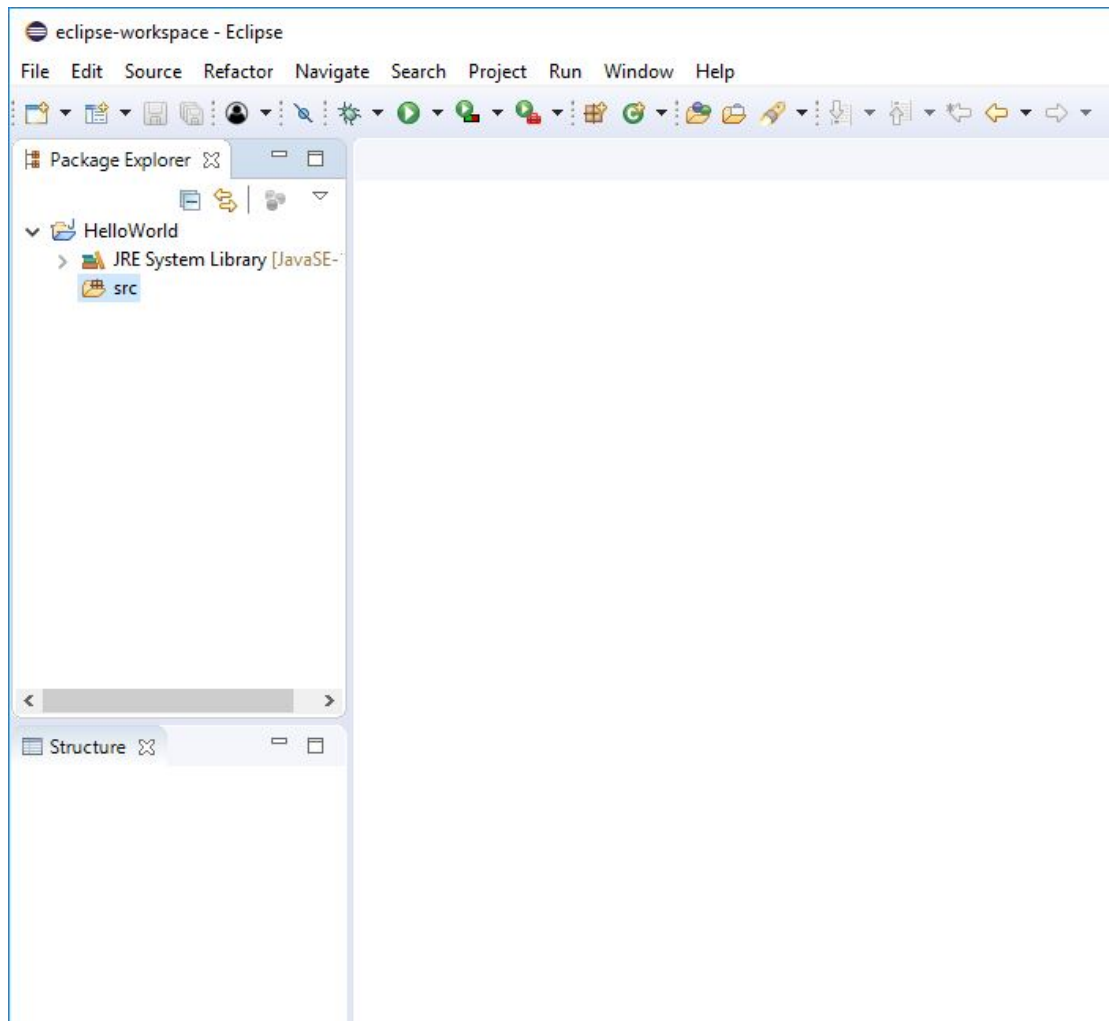 eclipse-workspace - Eclipse
File Edit Source Refactor Navigate Search Project Run Window Help
Package Explorer
HelloWorld
JRE System Library [JavaSE-
src
Structure